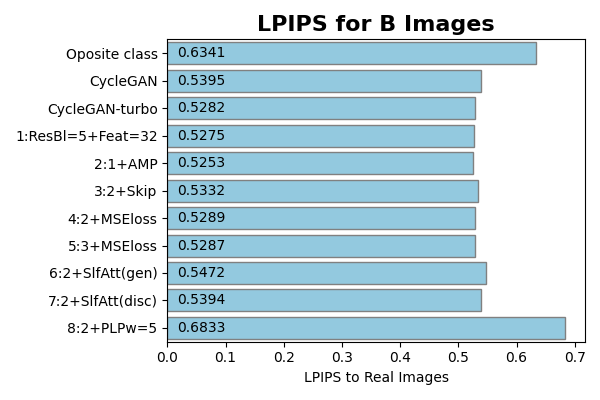 LPIPS for B Images
Oposite class 0.6341
CycleGAN 0.5395
CycleGAN-turbo 0.5282
1:ResBl=5+Feat=32 0.5275
2:1+AMP 0.5253
3:2+Skip 0.5332
4:2+MSEloss 0.5289
5:3+MSEloss 0.5287
6:2+SlfAtt(gen) 0.5472
7:2+SlfAtt(disc) 0.5394
8:2+PLPw=5 0.6833
0.0 0.1 0.2 0.3 0.4 0.5 0.6 0.7
LPIPS to Real Images